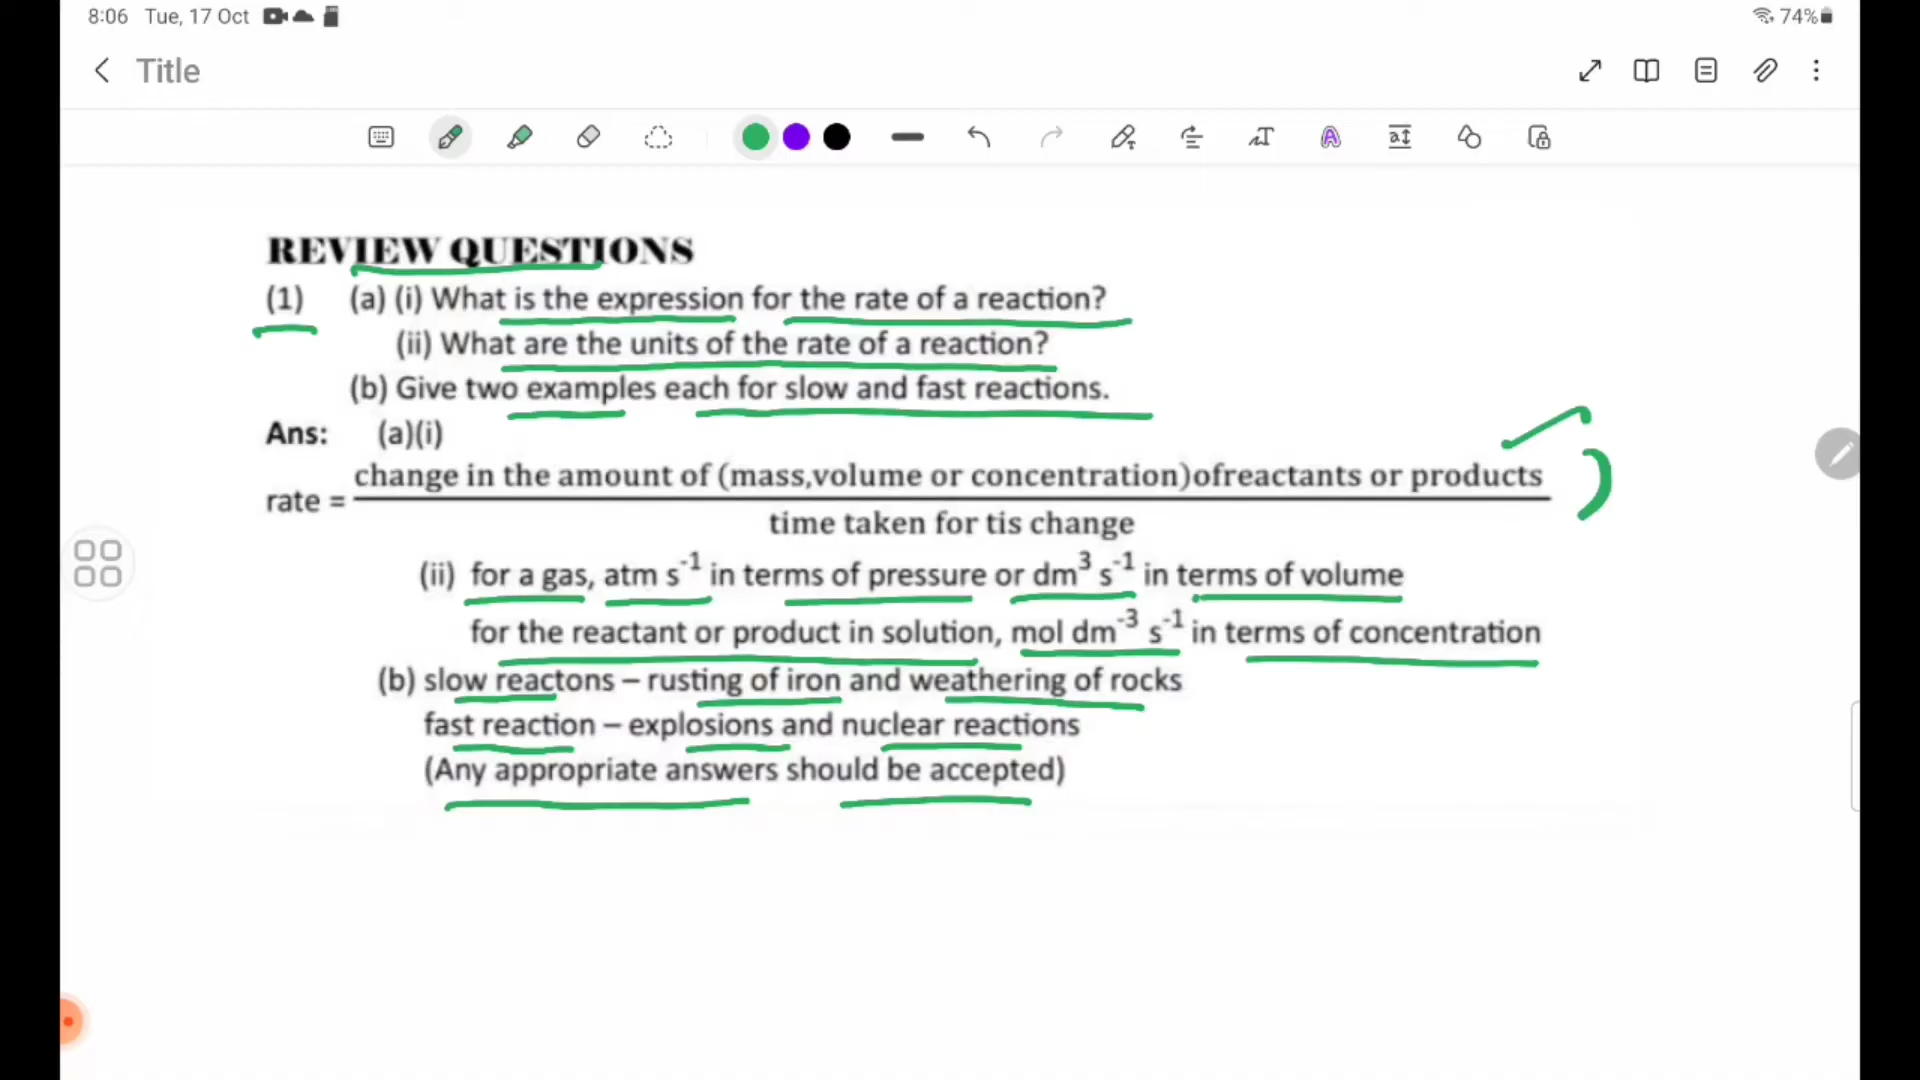 8:06 Tue, 17 Oct 74%
Title
REVIEW QUESTIONS
(1) (a) (i) What is the expression for the rate of a reaction?
(ii) What are the units of the rate of a reaction?
(b) Give two examples each for slow and fast reactions.
Ans: (a)(i)
rate = change in the amount of (mass,volume or concentration)ofreactants or products
time taken for tis change
(ii) for a gas, atm s⁻¹ in terms of pressure or dm³ s⁻¹ in terms of volume
for the reactant or product in solution, mol dm⁻³ s⁻¹ in terms of concentration
(b) slow reactons – rusting of iron and weathering of rocks
fast reaction – explosions and nuclear reactions
(Any appropriate answers should be accepted)